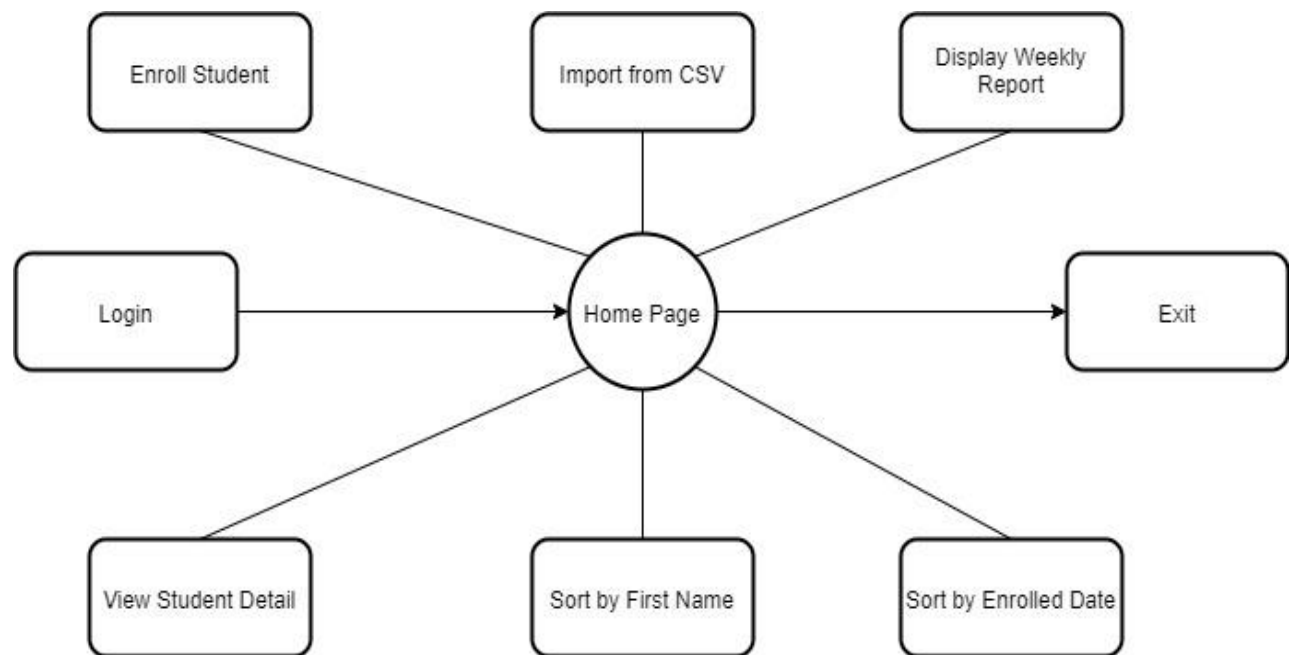 Enroll Student
Import from CSV
Display Weekly
Report
Login
Home Page
Exit
View Student Detail
Sort by First Name
Sort by Enrolled Date